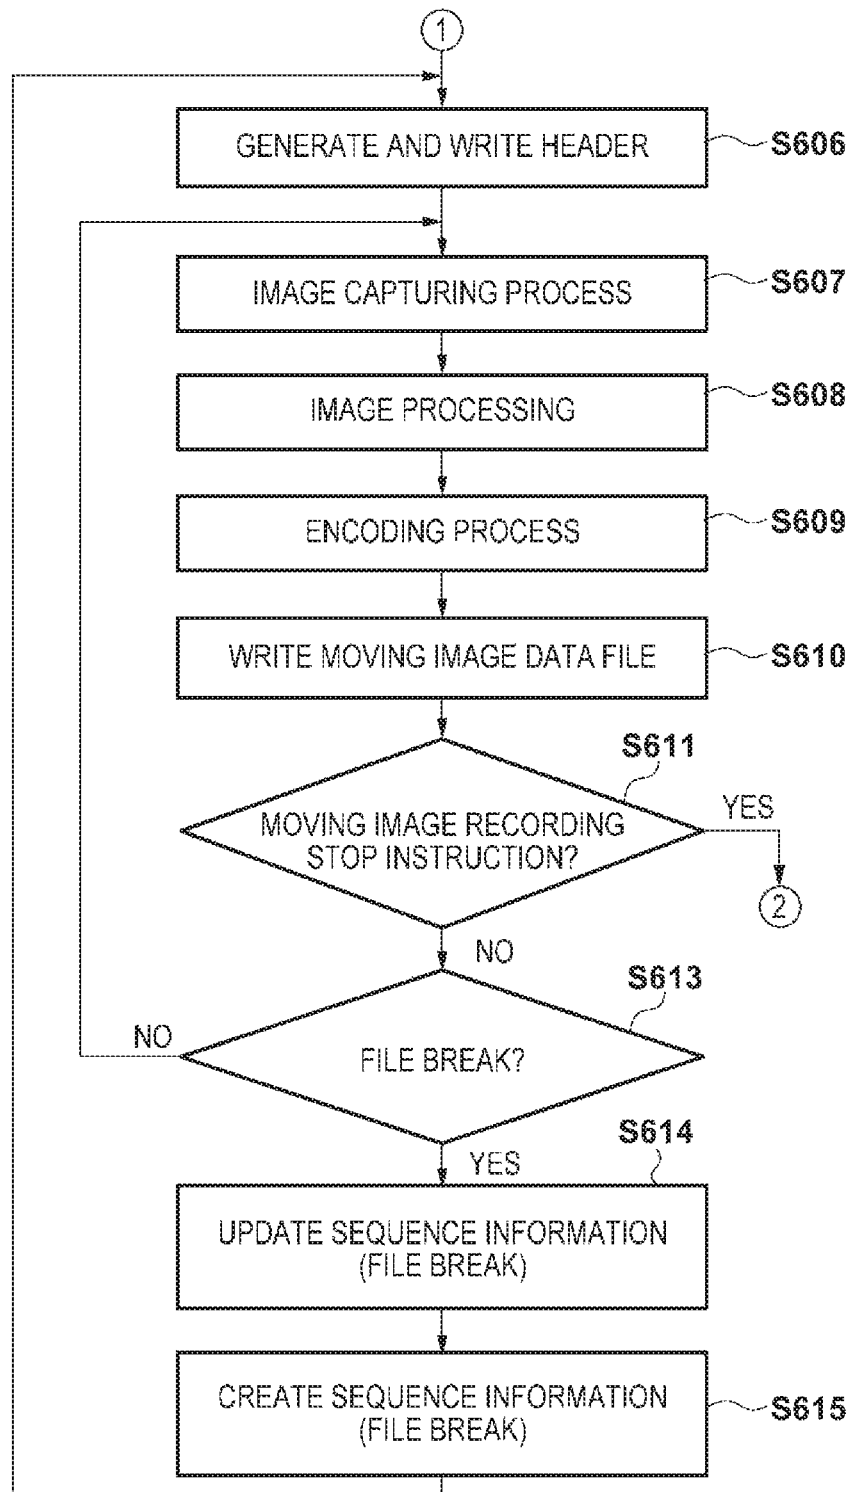 1
GENERATE AND WRITE HEADER
S606
IMAGE CAPTURING PROCESS
S607
IMAGE PROCESSING
S608
ENCODING PROCESS
S609
WRITE MOVING IMAGE DATA FILE
S610
S611
MOVING IMAGE RECORDING
STOP INSTRUCTION?
YES
2
NO
S613
FILE BREAK?
NO
YES
S614
UPDATE SEQUENCE INFORMATION
(FILE BREAK)
CREATE SEQUENCE INFORMATION
(FILE BREAK)
S615